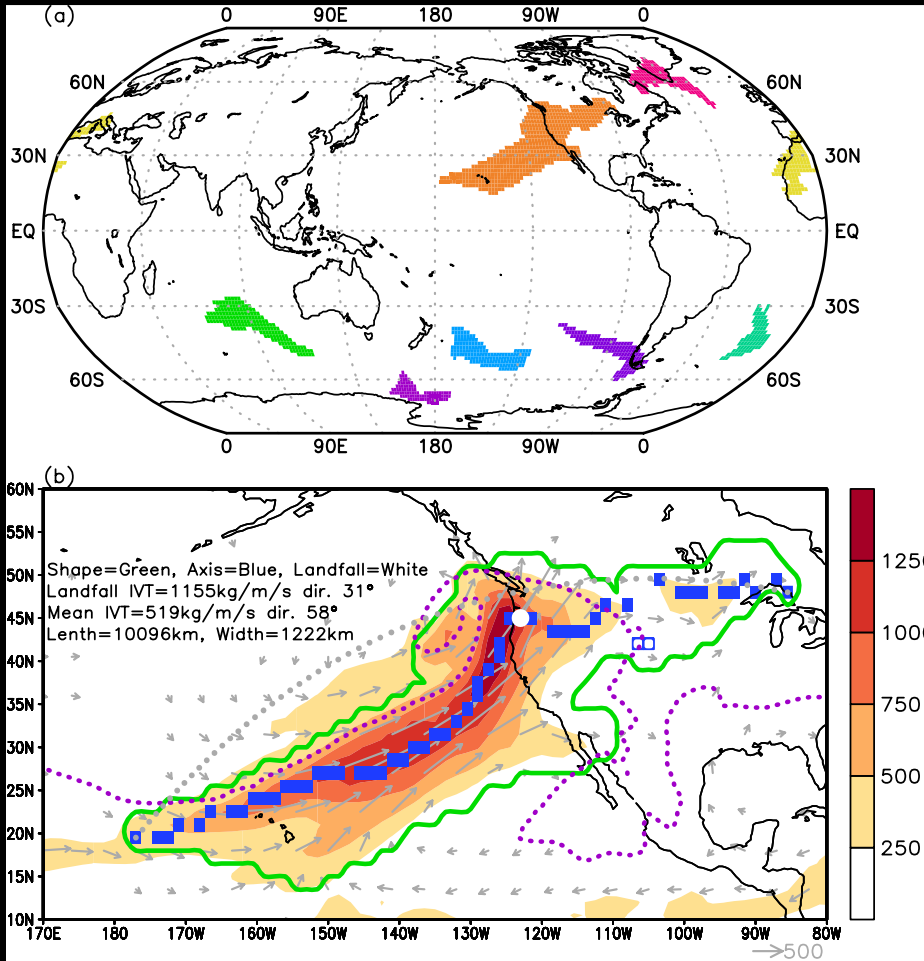 (a)
0 90E 180 90W 0
60N 60N
30N 30N
EQ EQ
30S 30S
60S 60S
0 90E 180 90W 0
(b)
60N
55N
50N
45N
40N
35N
30N
25N
20N
15N
10N
Shape=Green, Axis=Blue, Landfall=White
Landfall IVT=1155kg/m/s dir. 31°
Mean IVT=519kg/m/s dir. 58°
Lenth=10096km, Width=1222km
170E 180 170W 160W 150W 140W 130W 120W 110W 100W 90W 80W
1250
1000
750
500
250
500